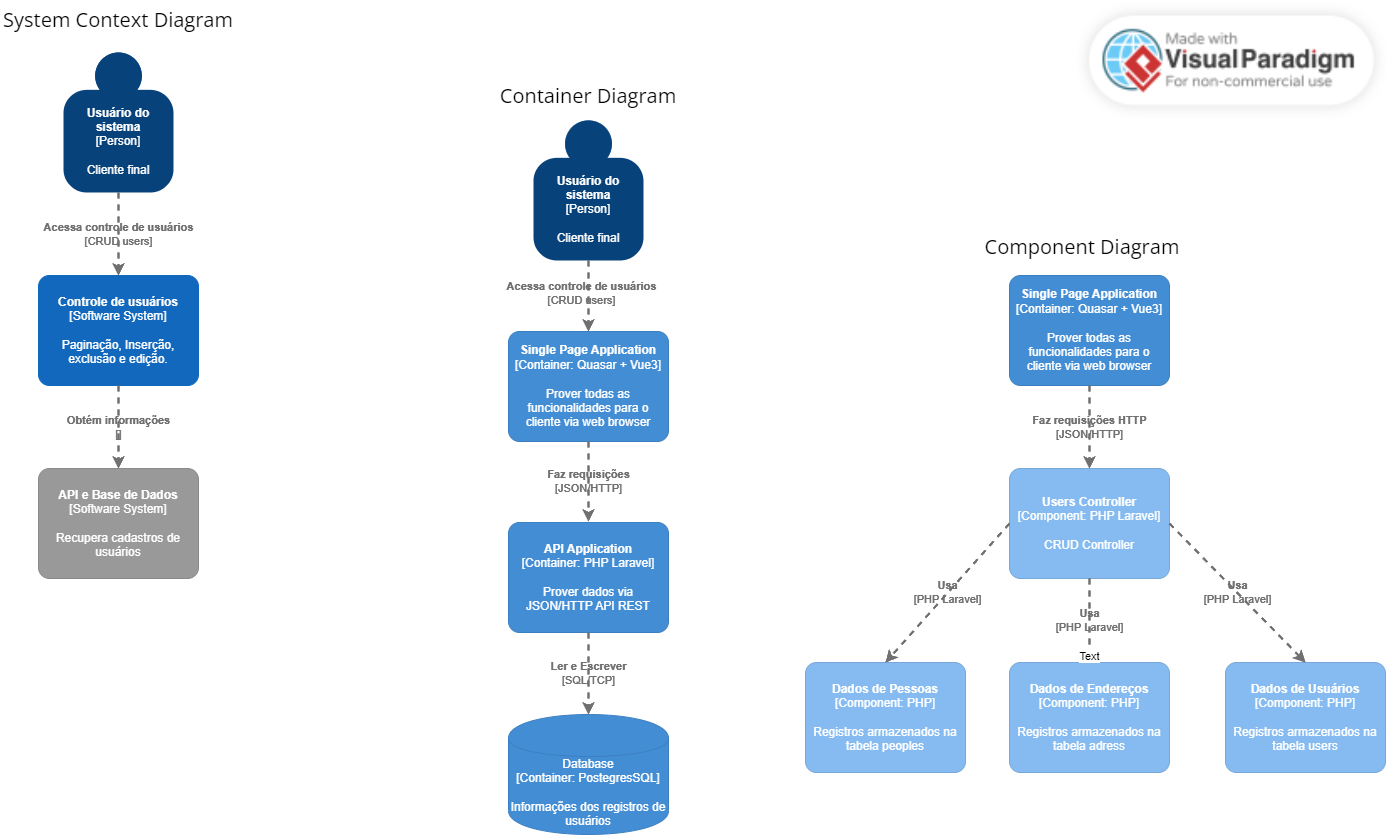 System Context Diagram
Usuário do
sistema
[Person]
Cliente final
Acessa controle de usuários
[CRUD users]
Controle de usuários
[Software System]
Paginação, Inserção,
exclusão e edição.
Obtém informações
API e Base de Dados
[Software System]
Recupera cadastros de
usuários
Container Diagram
Usuário do
sistema
[Person]
Cliente final
Acessa controle de usuários
[CRUD users]
Single Page Application
[Container: Quasar + Vue3]
Prover todas as
funcionalidades para o
cliente via web browser
Faz requisições
[JSON/HTTP]
API Application
[Container: PHP Laravel]
Prover dados via
JSON/HTTP API REST
Ler e Escrever
[SQL/TCP]
Database
[Container: PostegresSQL]
Informações dos registros de
usuários
Made with
Visual Paradigm
For non-commercial use
Component Diagram
Single Page Application
[Container: Quasar + Vue3]
Prover todas as
funcionalidades para o
cliente via web browser
Faz requisições HTTP
[JSON/HTTP]
Users Controller
[Component: PHP Laravel]
CRUD Controller
Usa
[PHP Laravel]
Usa
[PHP Laravel]
Text
Usa
[PHP Laravel]
Dados de Pessoas
[Component: PHP]
Registros armazenados na
tabela peoples
Dados de Endereços
[Component: PHP]
Registros armazenados na
tabela adress
Dados de Usuários
[Component: PHP]
Registros armazenados na
tabela users